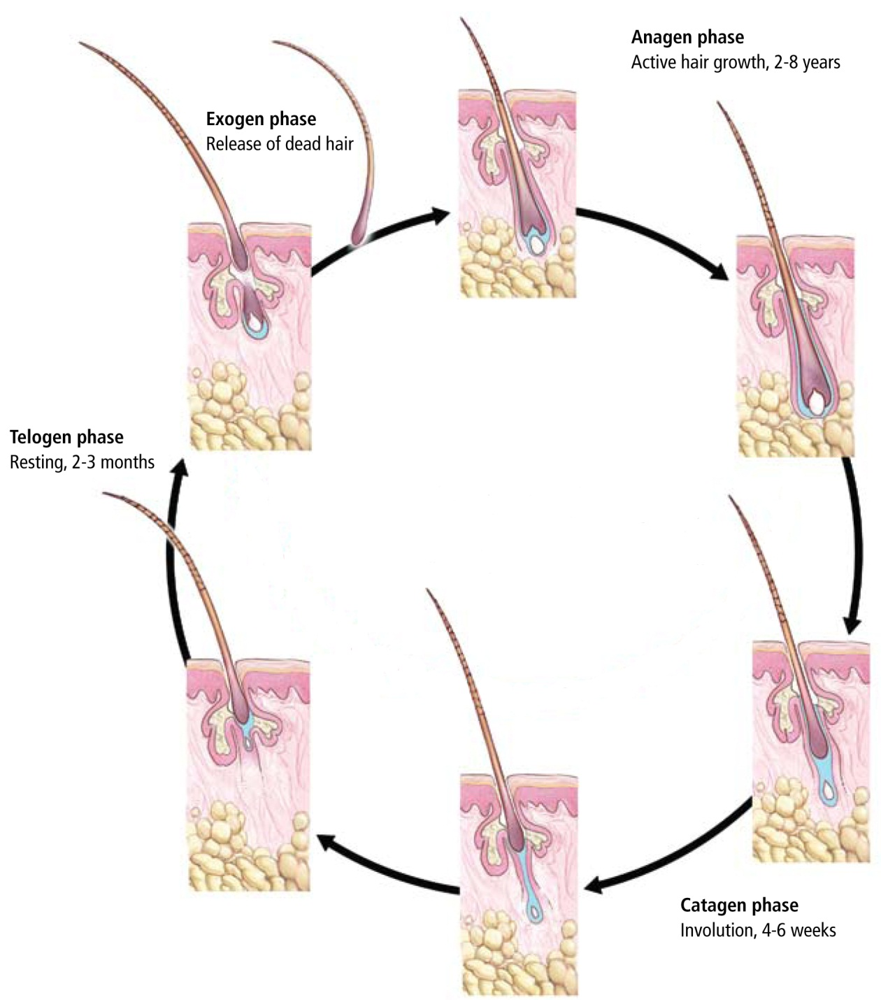 Anagen phase
Active hair growth, 2-8 years
Exogen phase
Release of dead hair
Telogen phase
Resting, 2-3 months
Catagen phase
Involution, 4-6 weeks